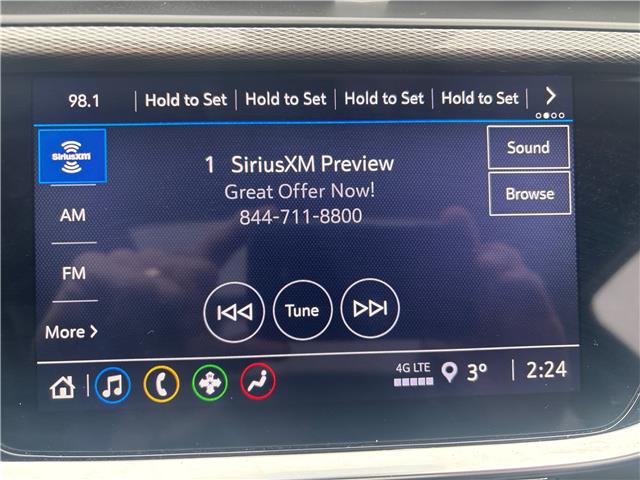 98.1 Hold to Set Hold to Set Hold to Set Hold to Set
SiriusXM
1 SiriusXM Preview
Great Offer Now!
844-711-8800
Sound
Browse
AM
FM
More
Tune
4G LTE
3°
2:24